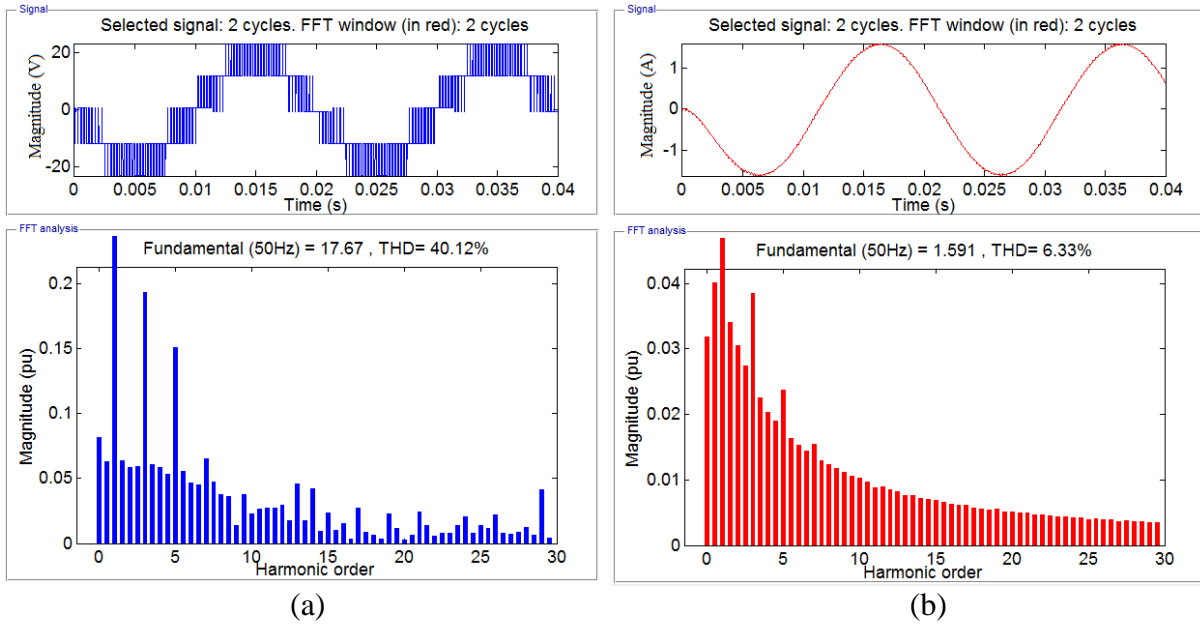 Signal
Selected signal: 2 cycles. FFT window (in red): 2 cycles
Magnitude (V)
20
0
-20
0 0.005 0.01 0.015 0.02 0.025 0.03 0.035 0.04
Time (s)
FFT analysis
Fundamental (50Hz) = 17.67 , THD= 40.12%
Magnitude (pu)
0.2
0.15
0.1
0.05
0
0 5 10 15 20 25 30
Harmonic order
(a)
Signal
Selected signal: 2 cycles. FFT window (in red): 2 cycles
Magnitude (A)
1
0
-1
0 0.005 0.01 0.015 0.02 0.025 0.03 0.035 0.04
Time (s)
FFT analysis
Fundamental (50Hz) = 1.591 , THD= 6.33%
Magnitude (pu)
0.04
0.03
0.02
0.01
0
0 5 10 15 20 25 30
Harmonic order
(b)